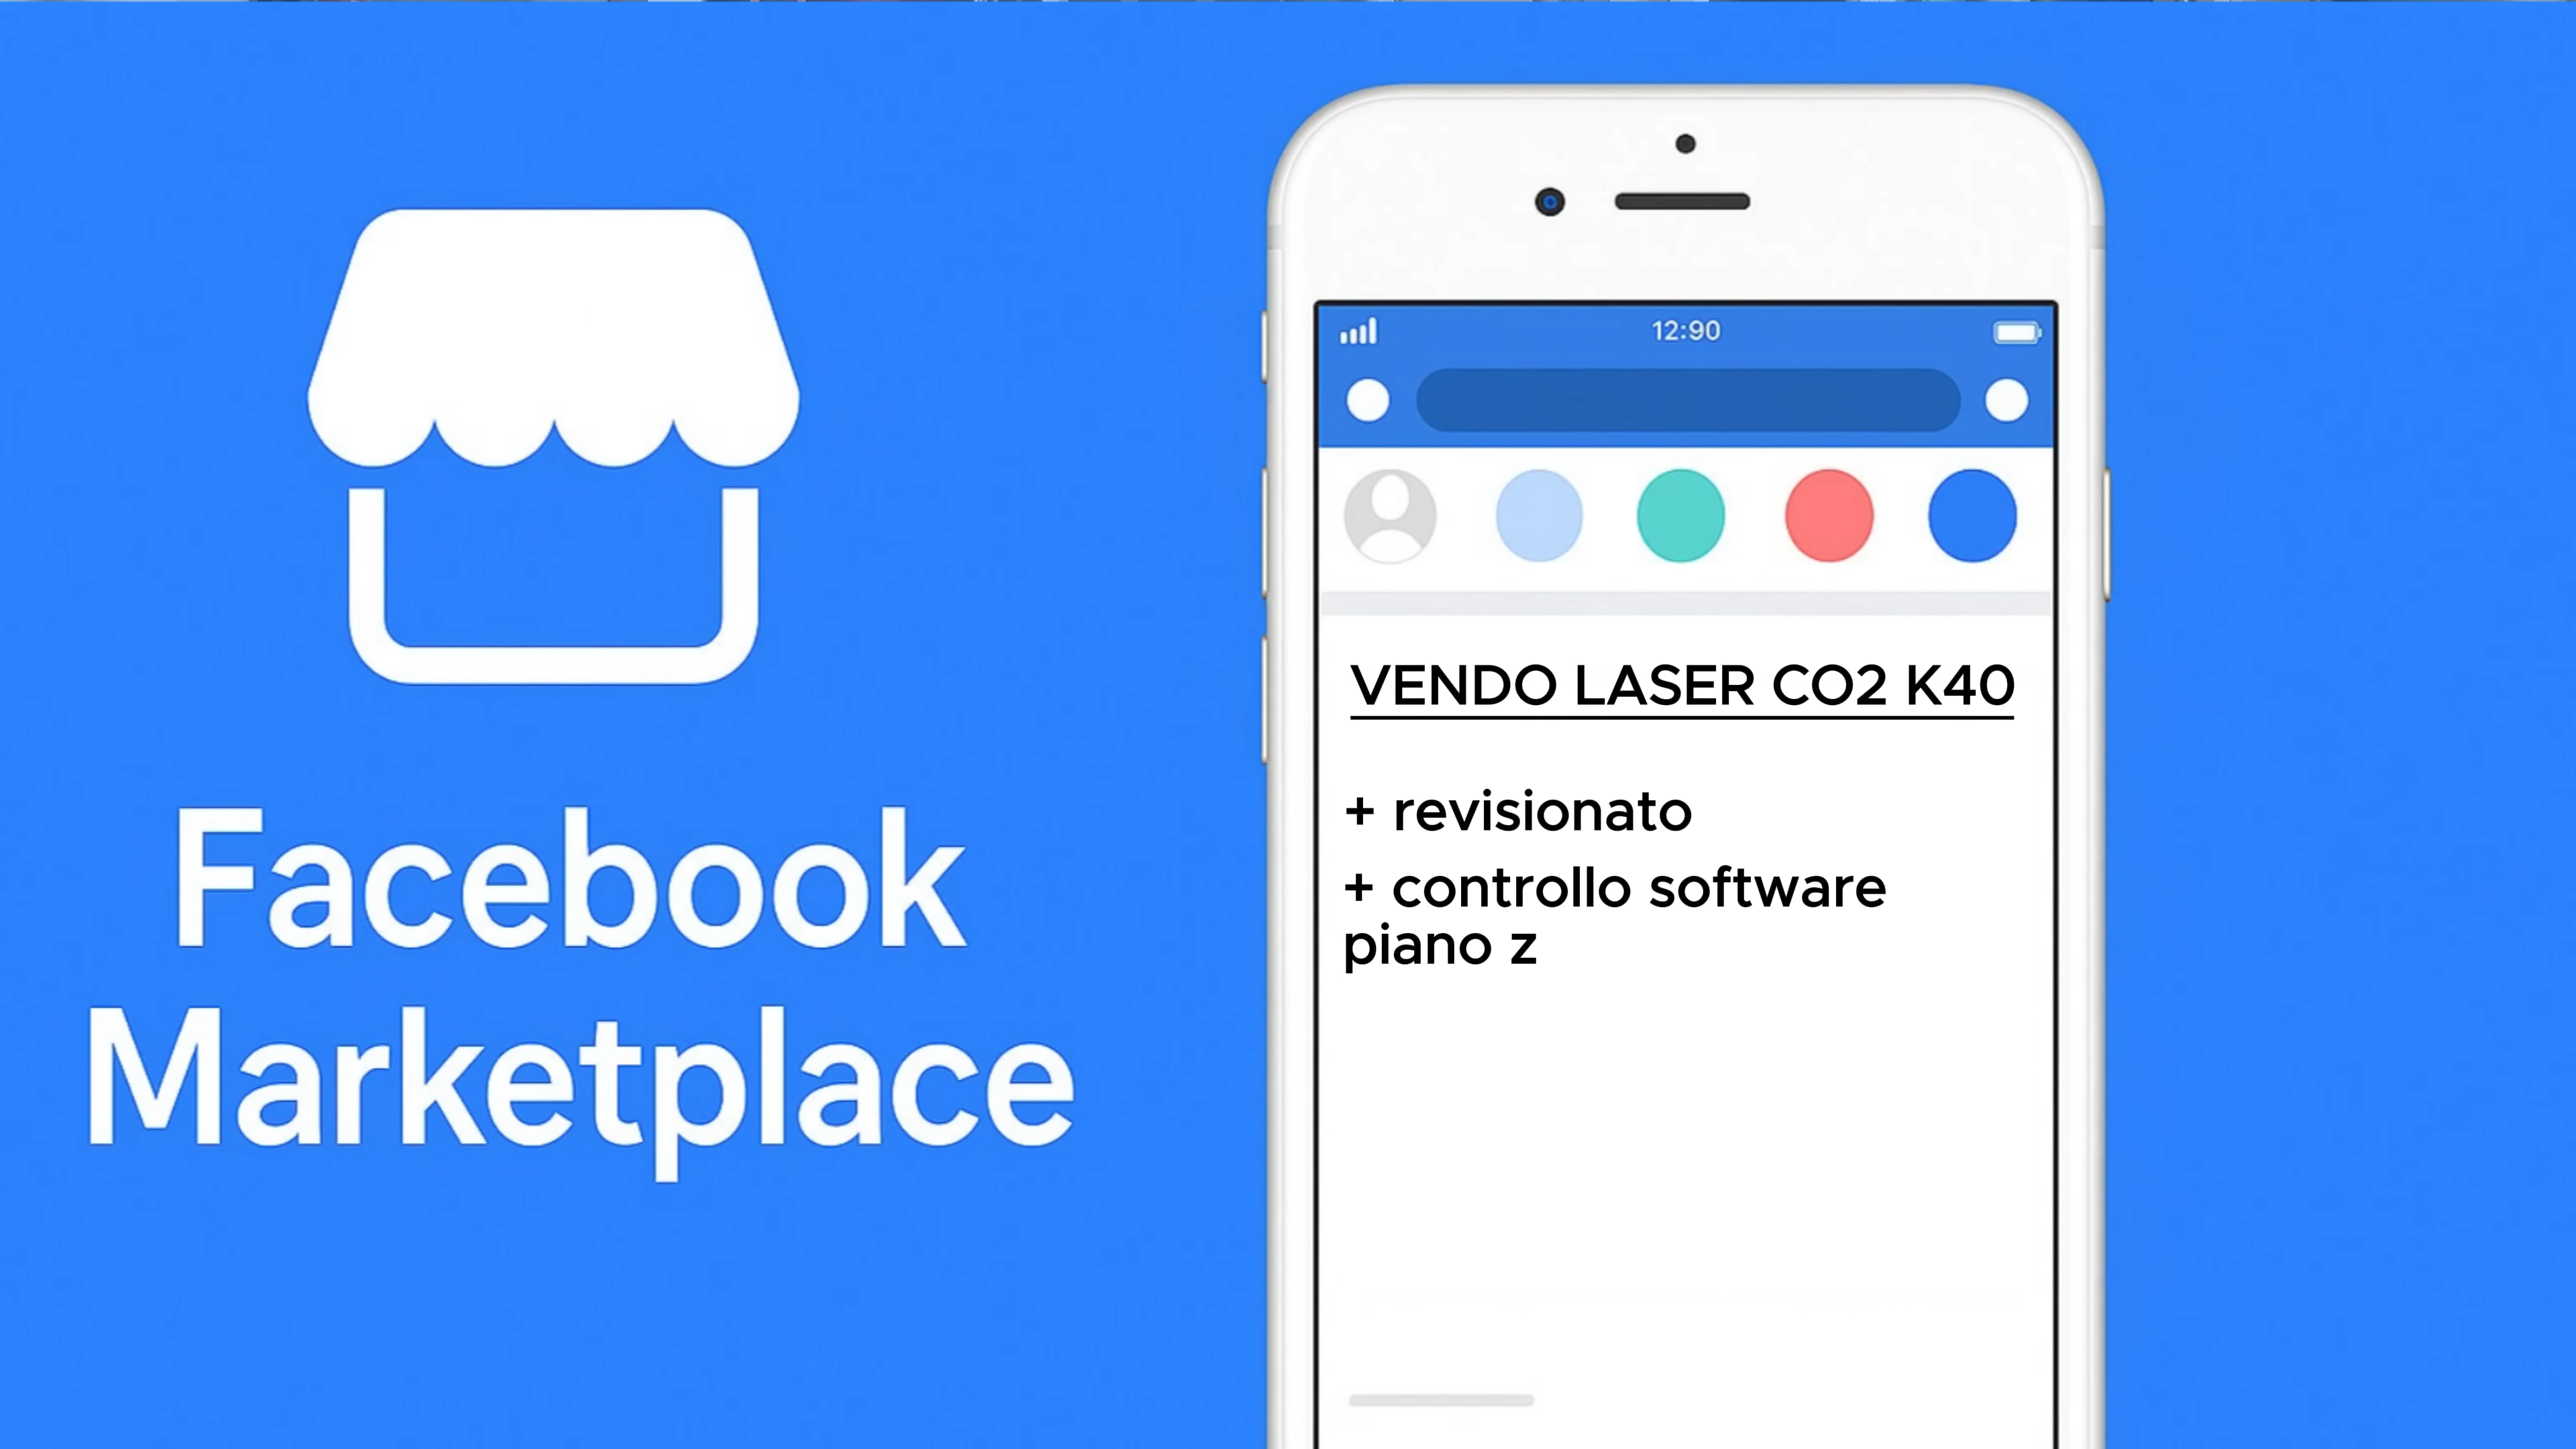 Facebook
Marketplace
12:90
VENDO LASER CO2 K40
+ revisionato
+ controllo software
piano z